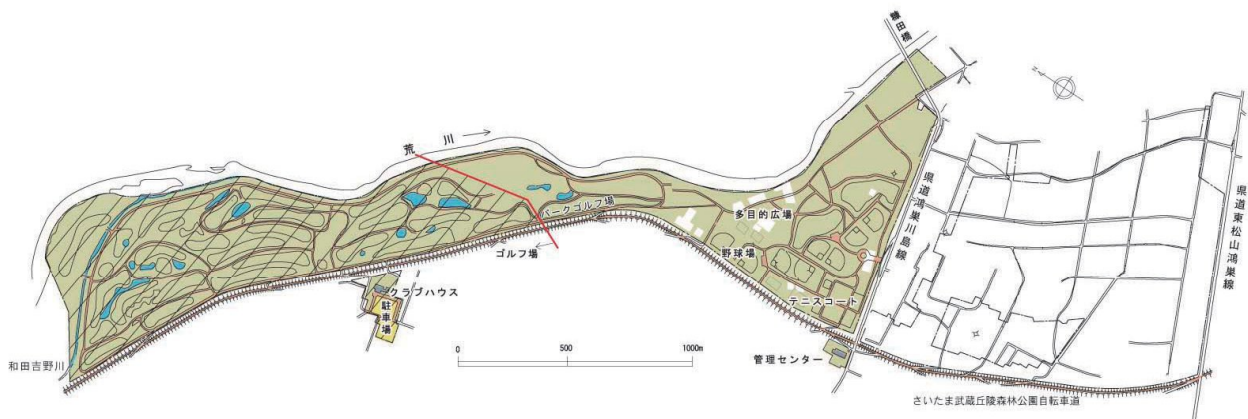 糠田橋
荒川
パークゴルフ場
ゴルフ場
多目的広場
野球場
テニスコート
県道鴻巣川島線
県道東松山鴻巣線
クラブハウス
駐車場
和田吉野川
0 500 1000m
管理センター
さいたま武蔵丘陵森林公園自転車道